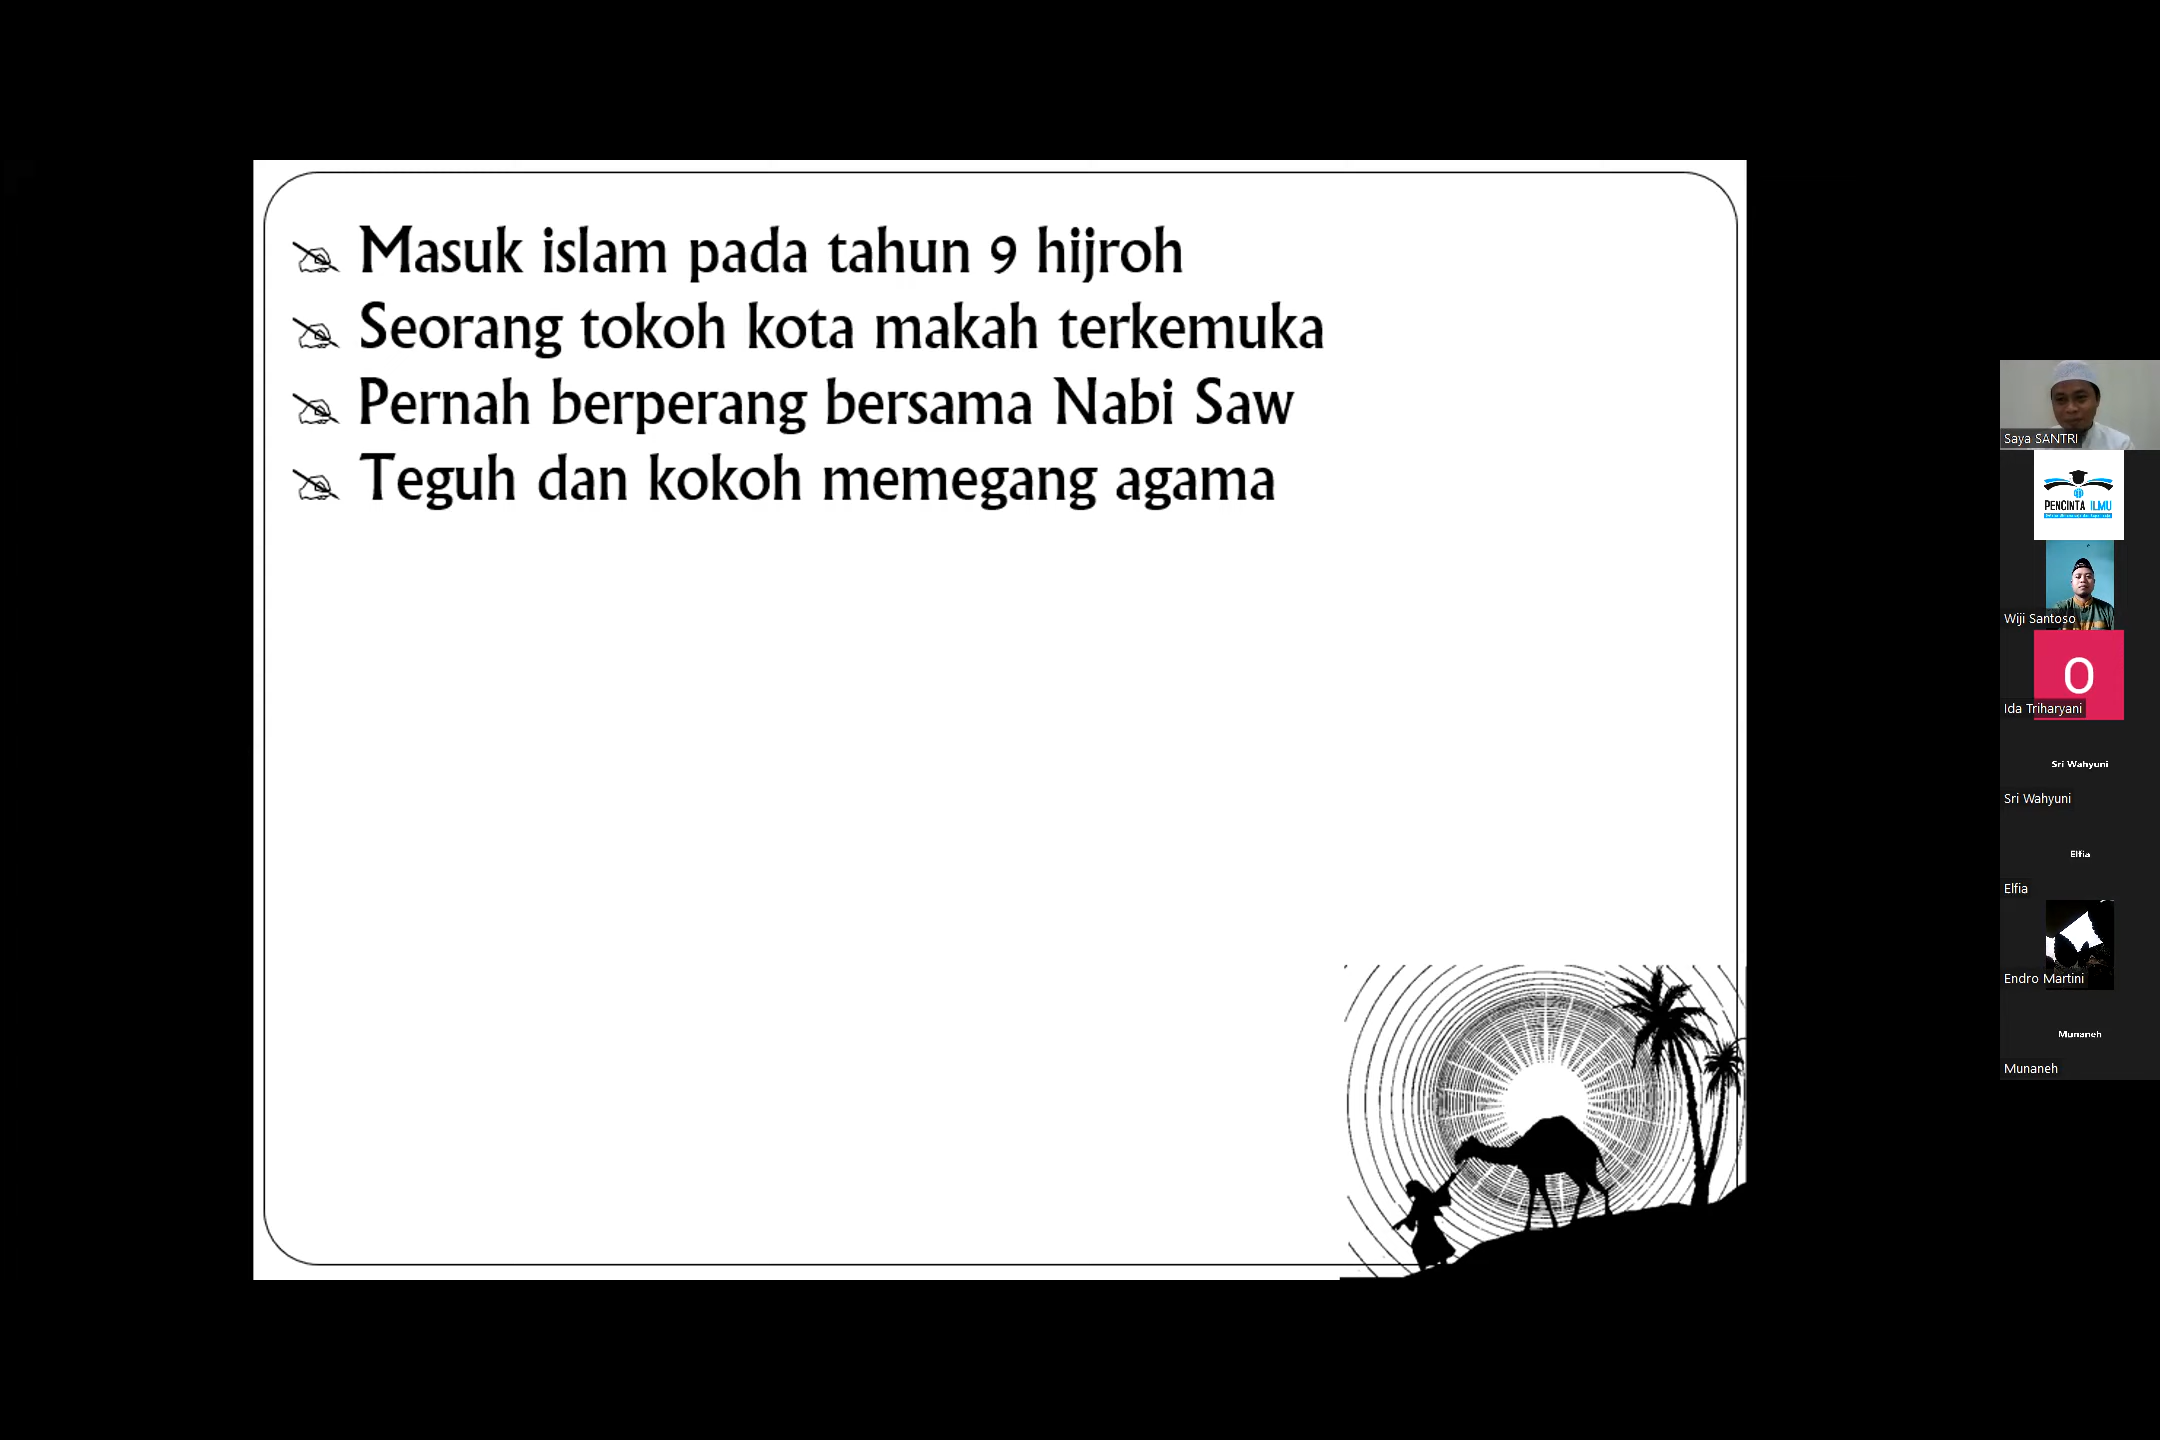 Masuk islam pada tahun 9 hijroh
Seorang tokoh kota makah terkemuka
Pernah berperang bersama Nabi Saw
Teguh dan kokoh memegang agama
Saya SANTRI
PENCINTA ILMU
Wiji Santoso
O
Ida Triharyani
Sri Wahyuni
Sri Wahyuni
Elfia
Elfia
Endro Martini
Munaneh
Munaneh